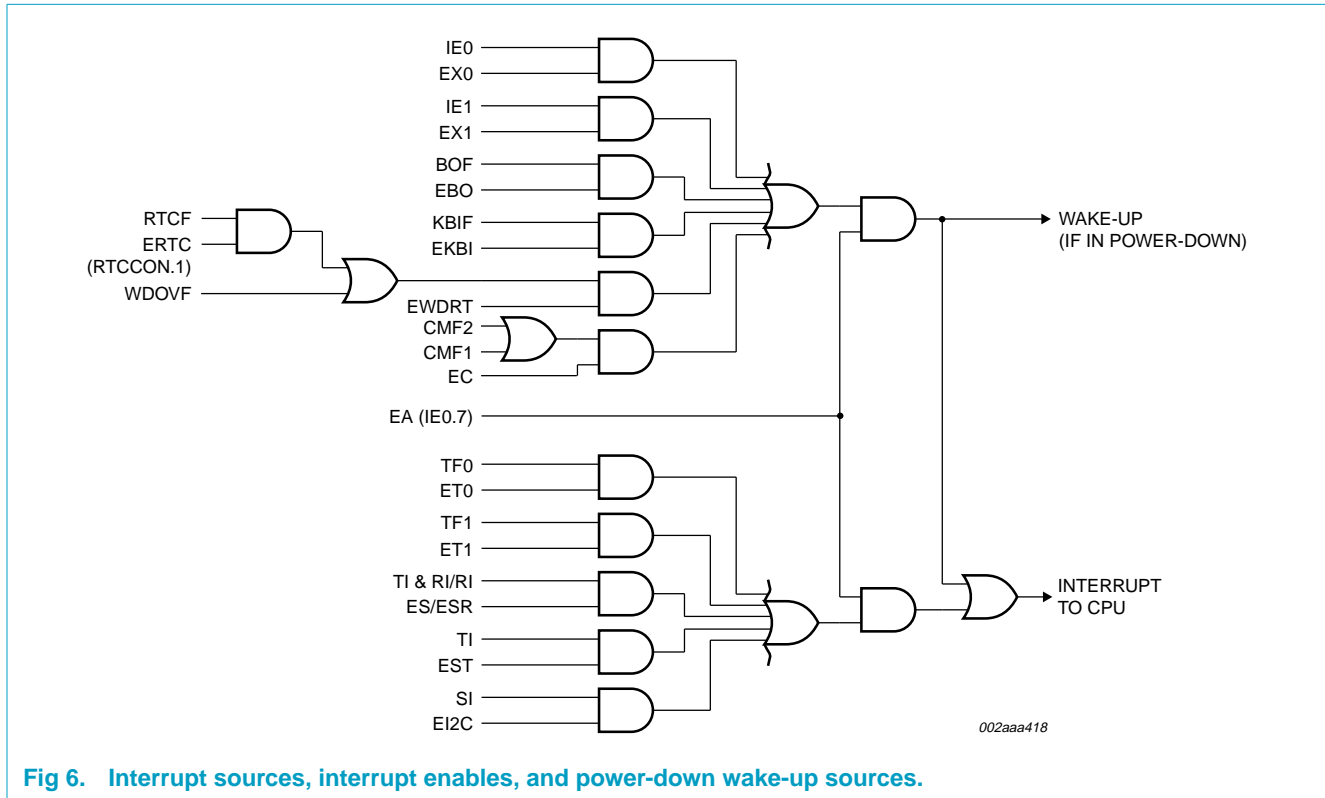 IE0
EX0
IE1
EX1
BOF
EBO
RTCF
ERTC
(RTCCON.1)
WDOVF
KBIF
EKBI
EWDRT
CMF2
CMF1
EC
EA (IE0.7)
WAKE-UP
(IF IN POWER-DOWN)
TF0
ET0
TF1
ET1
TI & RI/RI
ES/ESR
TI
EST
SI
EI2C
INTERRUPT
TO CPU
002aaa418
Fig 6. Interrupt sources, interrupt enables, and power-down wake-up sources.